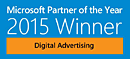 Microsoft Partner of the Year
2015 Winner
Digital Advertising